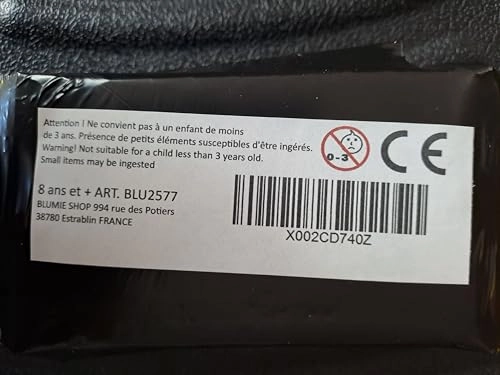 Attention ! Ne convient pas à un enfant de moins
de 3 ans. Présence de petits éléments susceptibles d'être ingérés.
Warning! Not suitable for a child less than 3 years old.
Small items may be ingested
0-3
CE
8 ans et + ART. BLU2577
BLUMIE SHOP 994 rue des Potiers
38780 Estrablin FRANCE
X002CD740Z